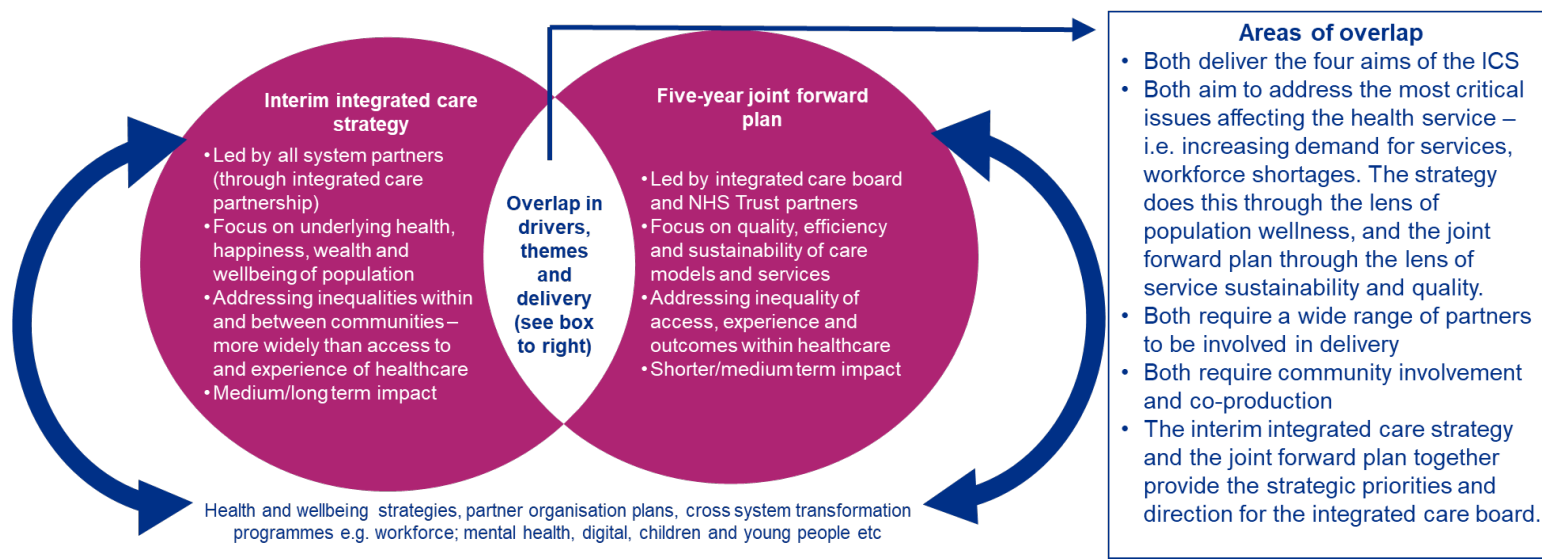 Interim integrated care
strategy
•Led by all system partners
(through integrated care
partnership)
•Focus on underlying health,
happiness, wealth and
wellbeing of population
•Addressing inequalities within
and between communities –
more widely than access to
and experience of healthcare
•Medium/long term impact
Overlap in
drivers,
themes
and
delivery
(see box
to right)
Five-year joint forward
plan
•Led by integrated care board
and NHS Trust partners
•Focus on quality, efficiency
and sustainability of care
models and services
•Addressing inequality of
access, experience and
outcomes within healthcare
•Shorter/medium term impact
Health and wellbeing strategies, partner organisation plans, cross system transformation
programmes e.g. workforce; mental health, digital, children and young people etc
Areas of overlap
• Both deliver the four aims of the ICS
• Both aim to address the most critical
issues affecting the health service –
i.e. increasing demand for services,
workforce shortages. The strategy
does this through the lens of
population wellness, and the joint
forward plan through the lens of
service sustainability and quality.
• Both require a wide range of partners
to be involved in delivery
• Both require community involvement
and co-production
• The interim integrated care strategy
and the joint forward plan together
provide the strategic priorities and
direction for the integrated care board.